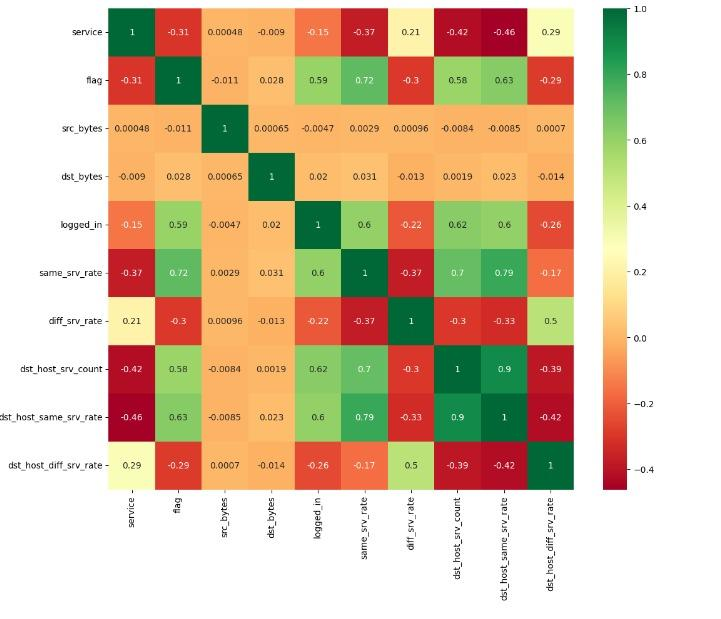 service 1 -0.31 0.00048 -0.009 -0.15 -0.37 0.21 -0.42 -0.46 0.29
flag -0.31 1 -0.011 0.028 0.59 0.72 -0.3 0.58 0.63 -0.29
src_bytes 0.00048 -0.011 1 0.00065 -0.0047 0.0029 0.00096 -0.0084 -0.0085 0.0007
dst_bytes -0.009 0.028 0.00065 1 0.02 0.031 -0.013 0.0019 0.023 -0.014
logged_in -0.15 0.59 -0.0047 0.02 1 0.6 -0.22 0.62 0.6 -0.26
same_srv_rate -0.37 0.72 0.0029 0.031 0.6 1 -0.37 0.7 0.79 -0.17
diff_srv_rate 0.21 -0.3 0.00096 -0.013 -0.22 -0.37 1 -0.3 -0.33 0.5
dst_host_srv_count -0.42 0.58 -0.0084 0.0019 0.62 0.7 -0.3 1 0.9 -0.39
dst_host_same_srv_rate -0.46 0.63 -0.0085 0.023 0.6 0.79 -0.33 0.9 1 -0.42
dst_host_diff_srv_rate 0.29 -0.29 0.0007 -0.014 -0.26 -0.17 0.5 -0.39 -0.42 1
service
flag
src_bytes
dst_bytes
logged_in
same_srv_rate
diff_srv_rate
dst_host_srv_count
dst_host_same_srv_rate
dst_host_diff_srv_rate
1.0
0.8
0.6
0.4
0.2
0.0
−0.2
−0.4